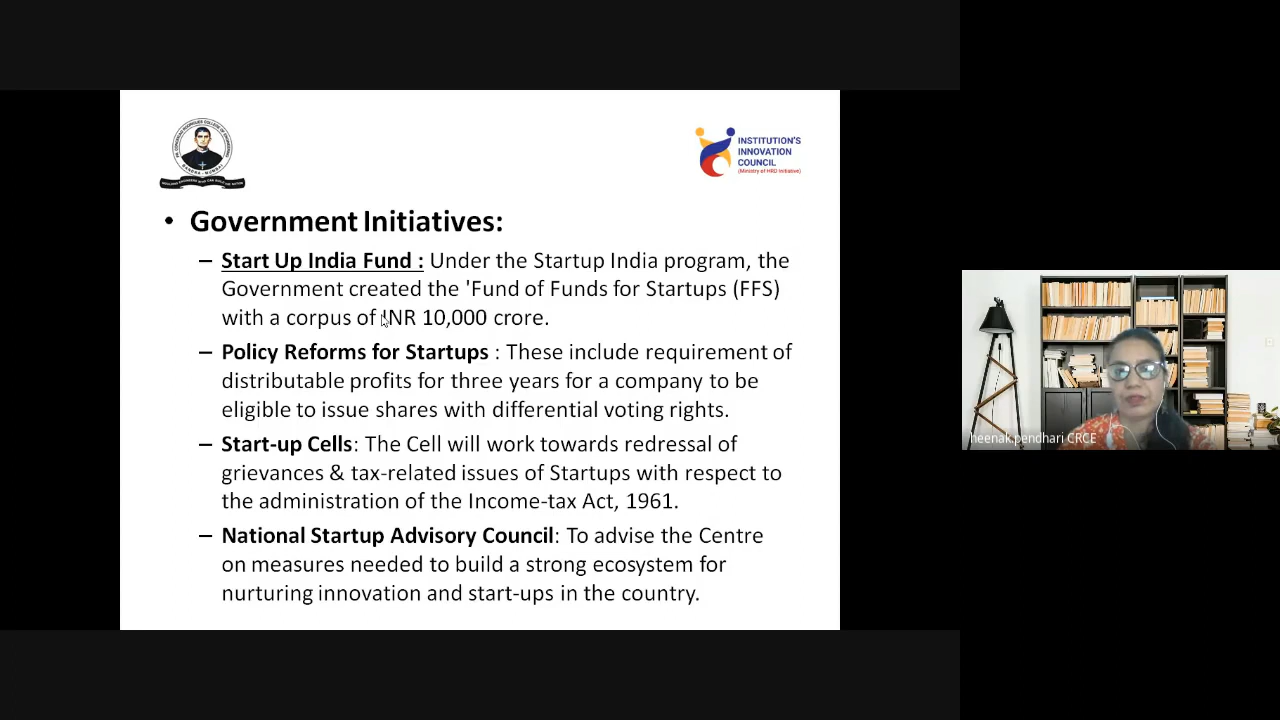 INSTITUTION'S
INNOVATION
COUNCIL
(Ministry of HRD Initiative)
• Government Initiatives:
– Start Up India Fund : Under the Startup India program, the
Government created the 'Fund of Funds for Startups (FFS)
with a corpus of INR 10,000 crore.
– Policy Reforms for Startups : These include requirement of
distributable profits for three years for a company to be
eligible to issue shares with differential voting rights.
– Start-up Cells: The Cell will work towards redressal of
grievances & tax-related issues of Startups with respect to
the administration of the Income-tax Act, 1961.
– National Startup Advisory Council: To advise the Centre
on measures needed to build a strong ecosystem for
nurturing innovation and start-ups in the country.
heenak.pendhari CRCE